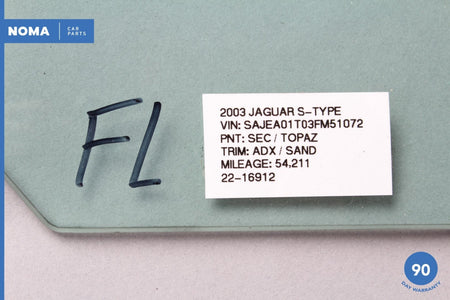 NOMA CAR PARTS
FL
2003 JAGUAR S-TYPE
VIN: SAJEA01T03FM51072
PNT: SEC / TOPAZ
TRIM: ADX / SAND
MILEAGE: 54,211
22-16912
90
DAY WARRANTY